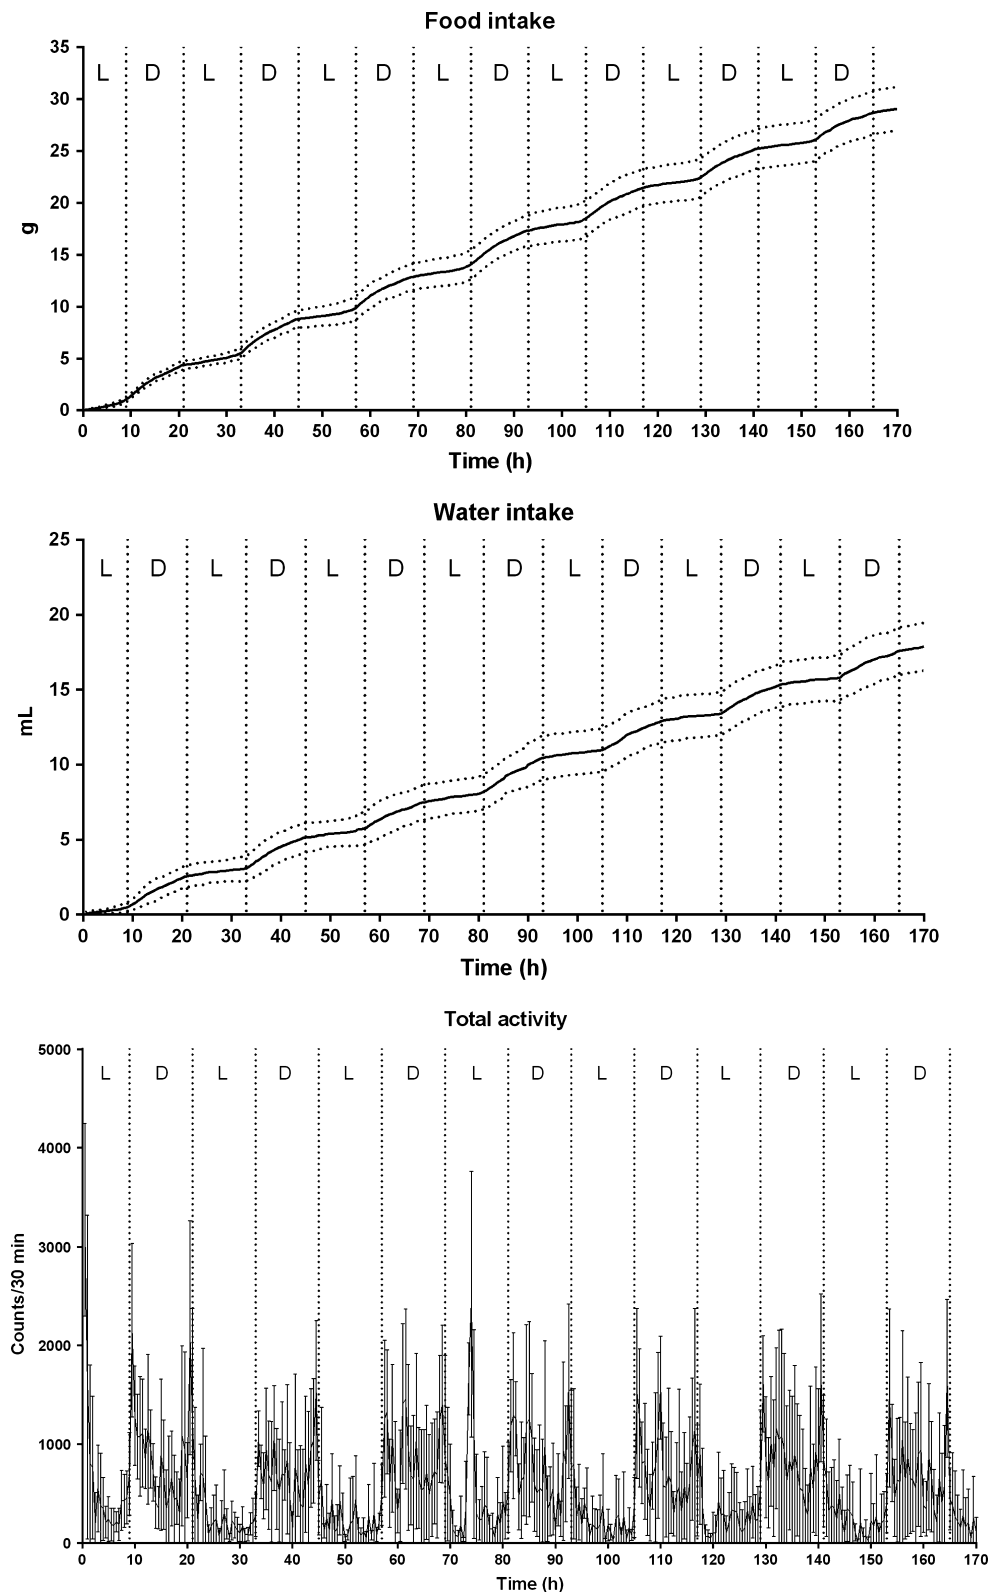 Food intake
35
L D L D L D L D L D L D L D
30
25
20
g
15
10
5
0
0 10 20 30 40 50 60 70 80 90 100 110 120 130 140 150 160 170
Time (h)
Water intake
25
L D L D L D L D L D L D L D
20
15
mL
10
5
0
0 10 20 30 40 50 60 70 80 90 100 110 120 130 140 150 160 170
Time (h)
Total activity
5000
L D L D L D L D L D L D L D
4000
3000
Counts/30 min
2000
1000
0
0 10 20 30 40 50 60 70 80 90 100 110 120 130 140 150 160 170
Time (h)